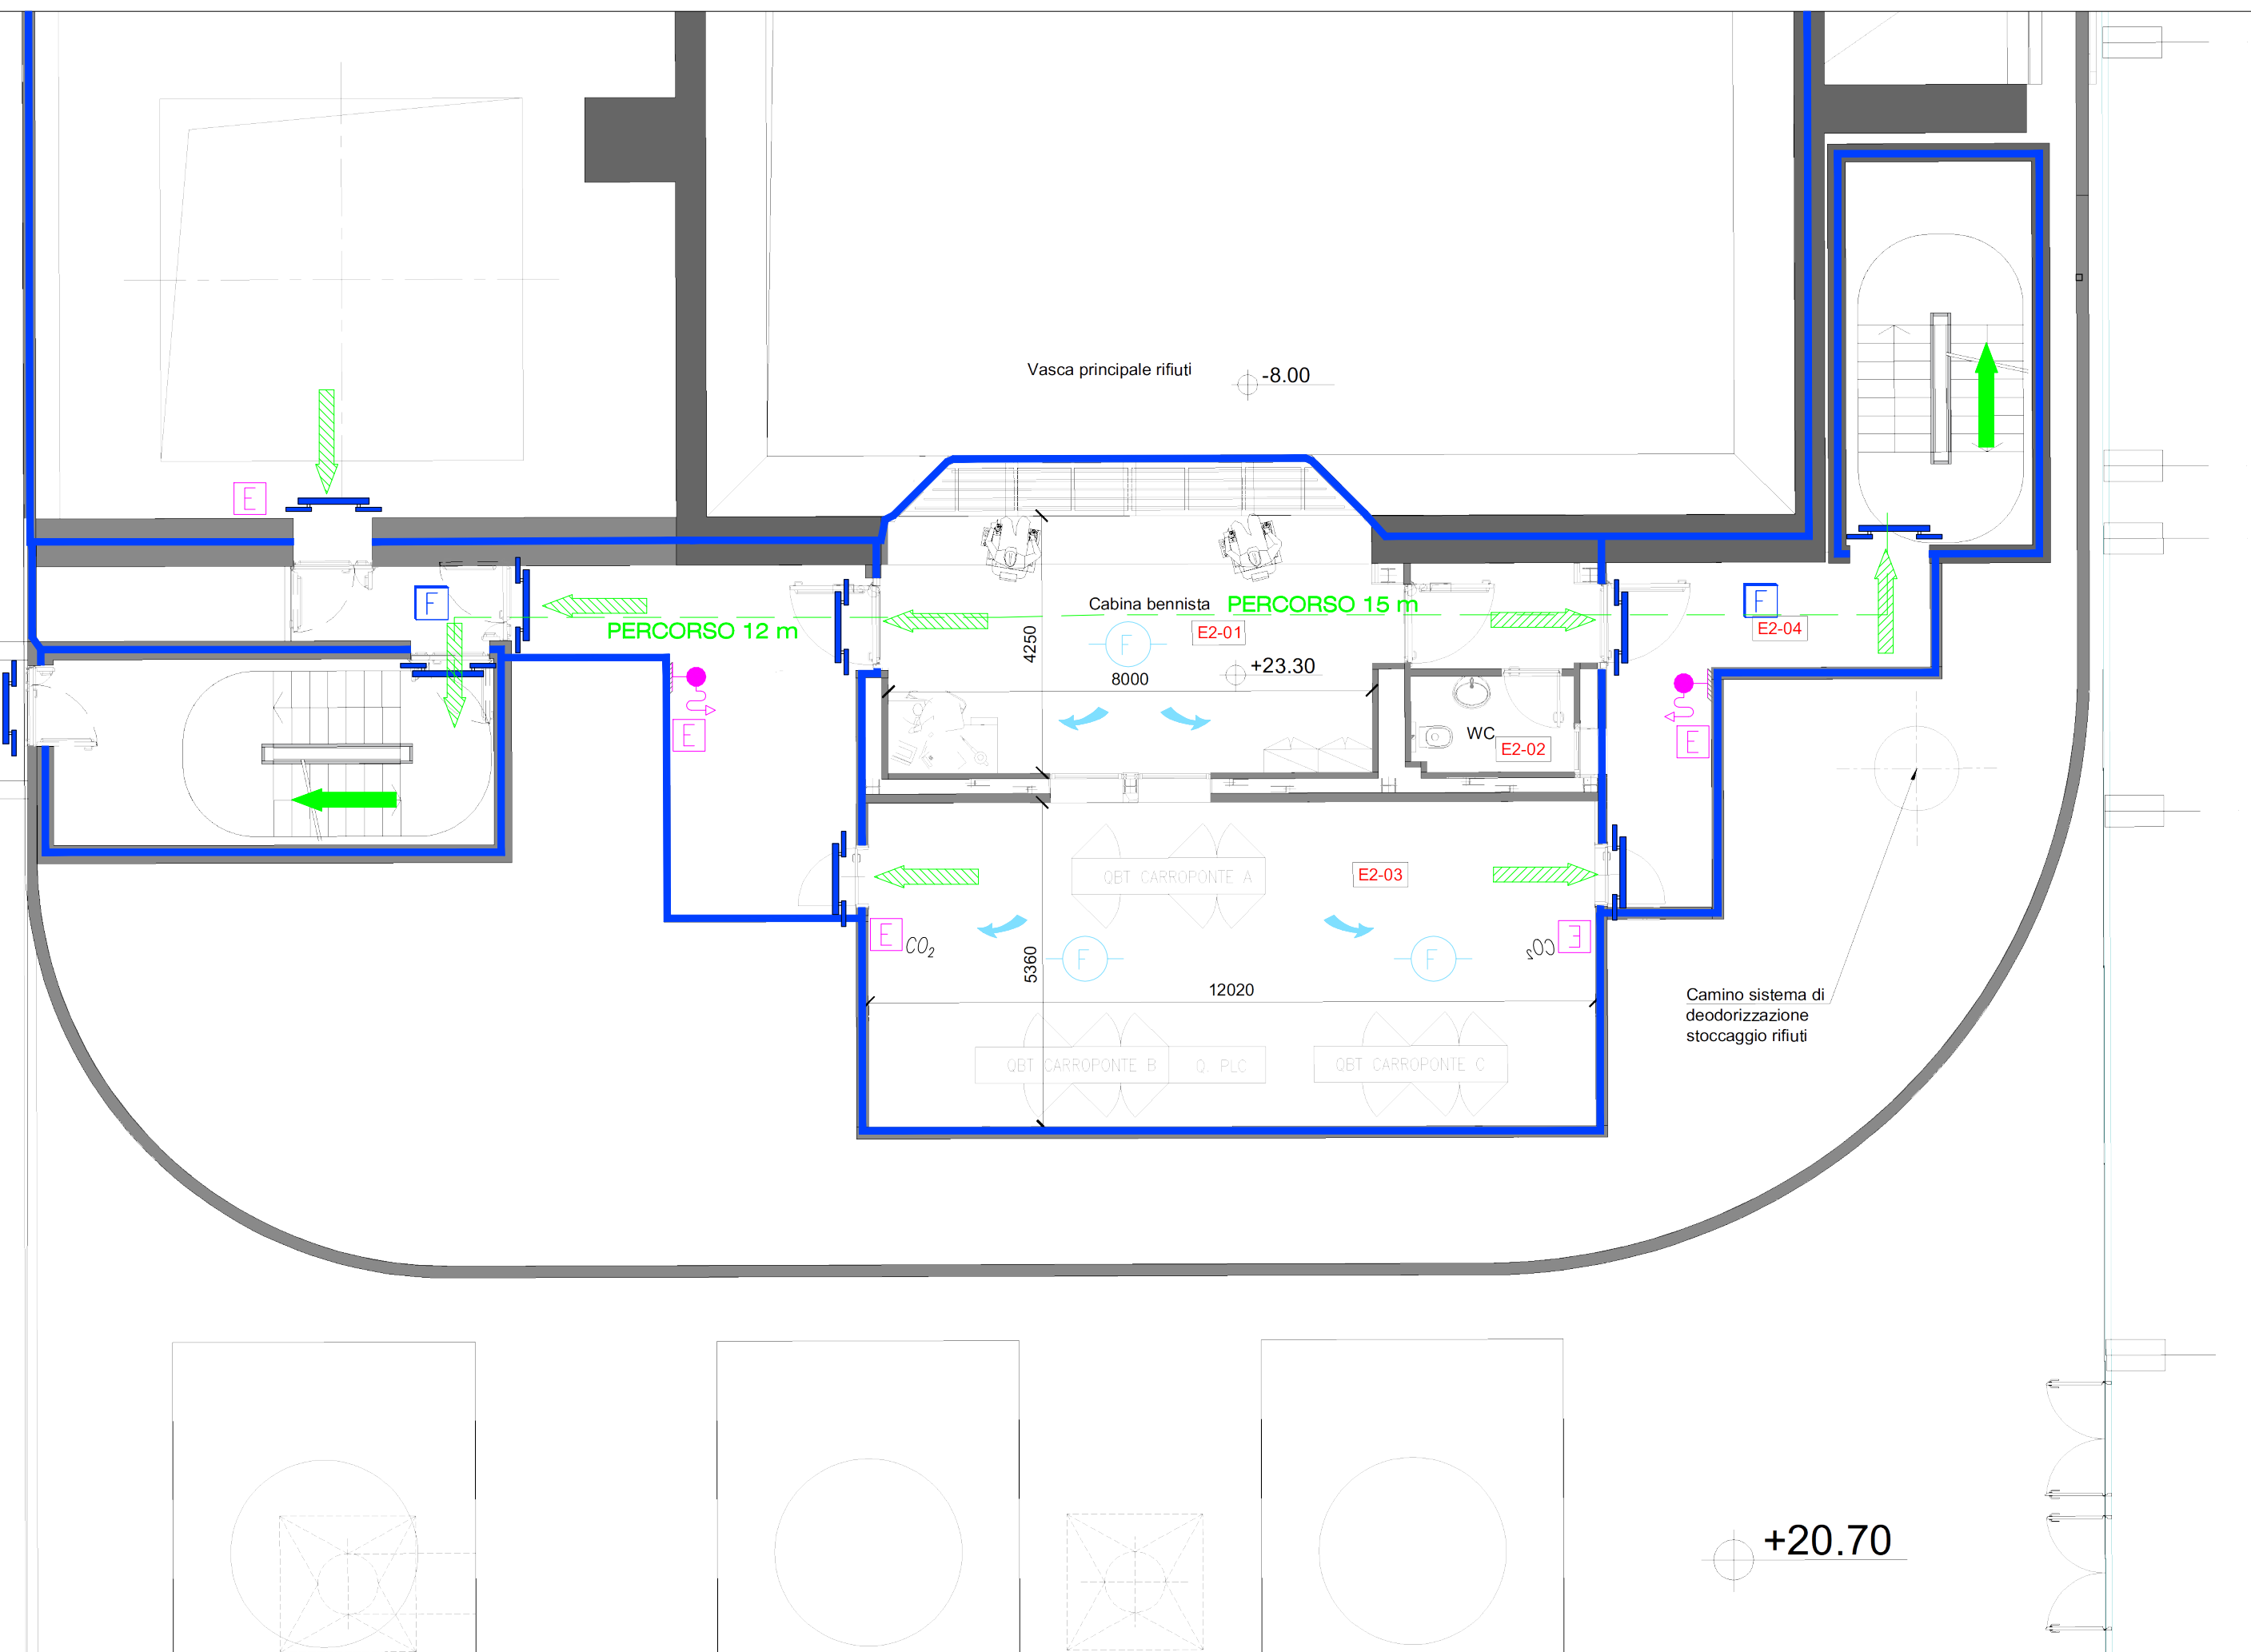 Vasca principale rifiuti
-8.00
E
F
Cabina bennista
PERCORSO 15 m
PERCORSO 12 m
E2-01
E2-04
F
F
4250
+23.30
8000
E
E
WC
E2-02
QBT CARROPONTE A
E2-03
E
CO2
CO2
E
F
F
5360
12020
Camino sistema di
deodorizzazione
stoccaggio rifiuti
QBT CARROPONTE B
Q. PLC
QBT CARROPONTE C
+20.70